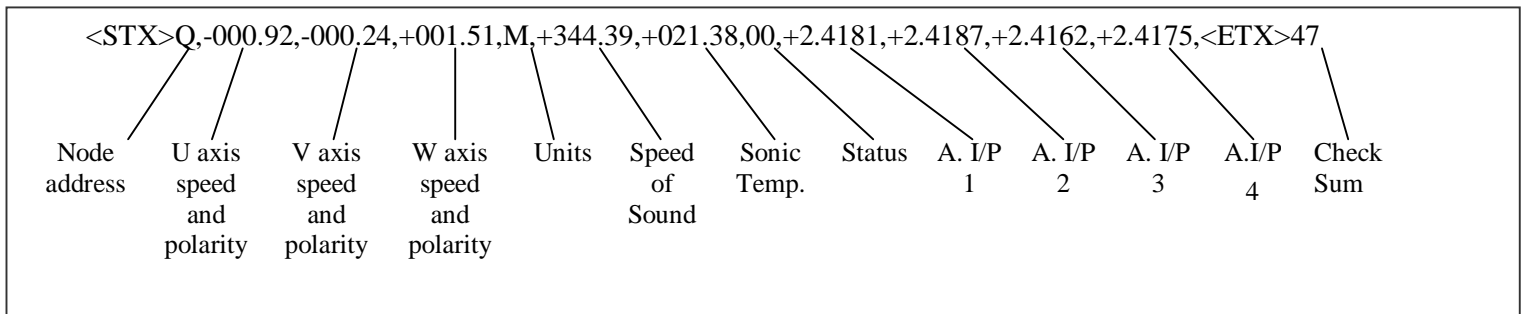 <STX>Q,-000.92,-000.24,+001.51,M,+344.39,+021.38,00,+2.4181,+2.4187,+2.4162,+2.4175,<ETX>47
Node address
U axis speed and polarity
V axis speed and polarity
W axis speed and polarity
Units
Speed of Sound
Sonic Temp.
Status
A. I/P 1
A. I/P 2
A. I/P 3
A.I/P 4
Check Sum